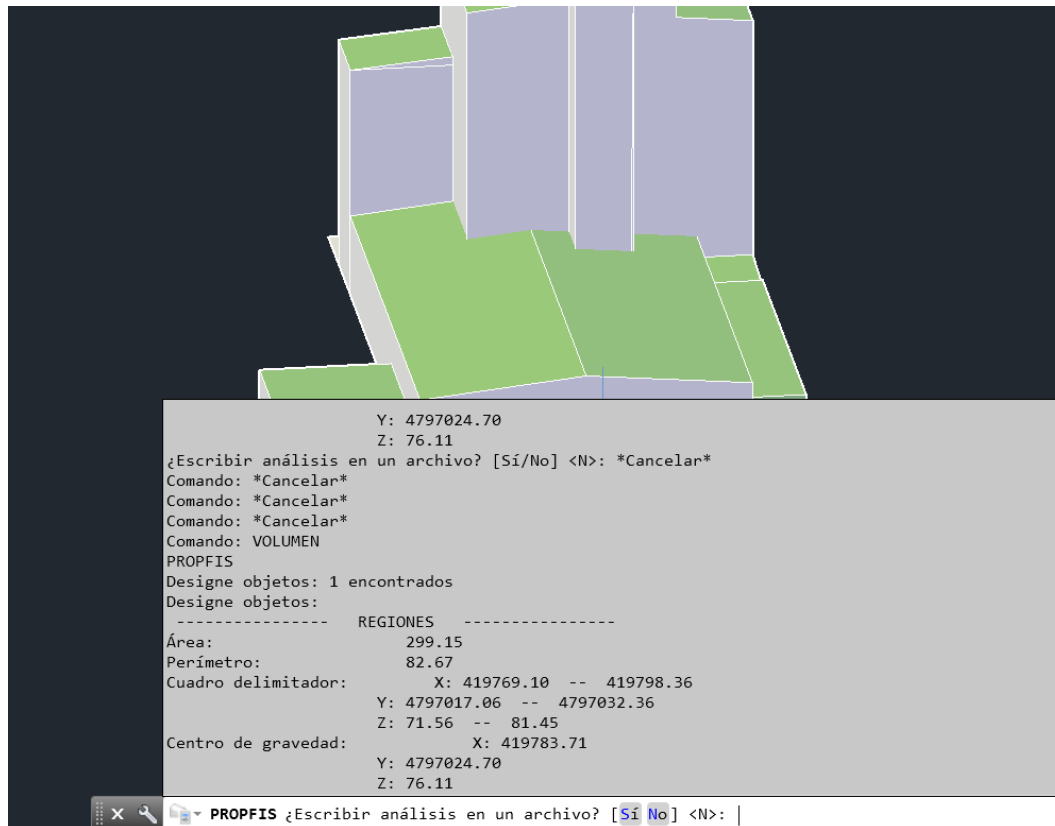 Y: 4797024.70
Z: 76.11
¿Escribir análisis en un archivo? [Sí/No] <N>: *Cancelar*
Comando: *Cancelar*
Comando: *Cancelar*
Comando: *Cancelar*
Comando: VOLUMEN
PROPFIS
Designe objetos: 1 encontrados
Designe objetos:
---------------- REGIONES ----------------
Área: 299.15
Perímetro: 82.67
Cuadro delimitador: X: 419769.10 -- 419798.36
Y: 4797017.06 -- 4797032.36
Z: 71.56 -- 81.45
Centro de gravedad: X: 419783.71
Y: 4797024.70
Z: 76.11
PROPFIS ¿Escribir análisis en un archivo? [Sí No] <N>: